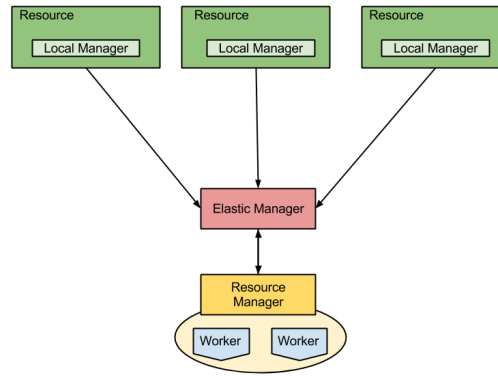 Resource
Local Manager
Resource
Local Manager
Resource
Local Manager
Elastic Manager
Resource
Manager
Worker
Worker